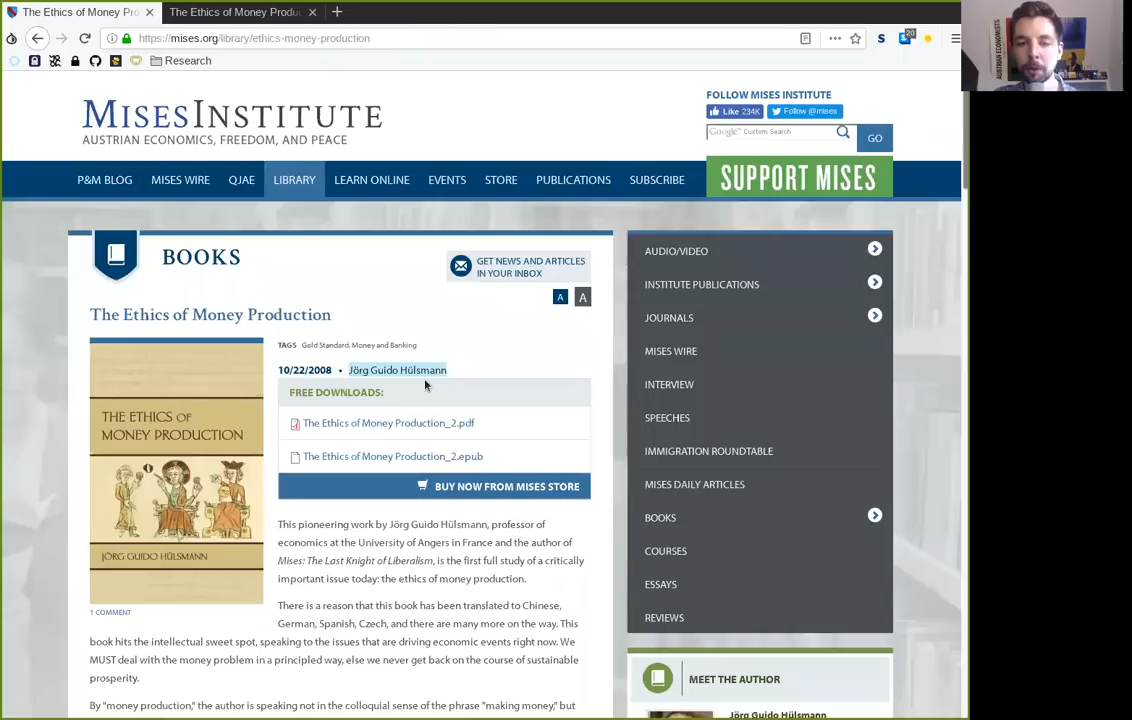 The Ethics of Money Pro
The Ethics of Money Produ
https://mises.org/library/ethics-money-production
20
Research
AUSTRIAN ECONOMISTS
MISESINSTITUTE
AUSTRIAN ECONOMICS, FREEDOM, AND PEACE
FOLLOW MISES INSTITUTE
Like 234K
Follow @mises
Google™ Custom Search
GO
P&M BLOG
MISES WIRE
QJAE
LIBRARY
LEARN ONLINE
EVENTS
STORE
PUBLICATIONS
SUBSCRIBE
SUPPORT MISES
BOOKS
GET NEWS AND ARTICLES
IN YOUR INBOX
A A
The Ethics of Money Production
TAGS Gold Standard, Money and Banking
10/22/2008 • Jörg Guido Hülsmann
FREE DOWNLOADS:
The Ethics of Money Production_2.pdf
The Ethics of Money Production_2.epub
BUY NOW FROM MISES STORE
THE ETHICS OF
MONEY PRODUCTION
JÖRG GUIDO HÜLSMANN
1 COMMENT
This pioneering work by Jörg Guido Hülsmann, professor of
economics at the University of Angers in France and the author of
Mises: The Last Knight of Liberalism, is the first full study of a critically
important issue today: the ethics of money production.
There is a reason that this book has been translated to Chinese,
German, Spanish, Czech, and there are many more on the way. This
book hits the intellectual sweet spot, speaking to the issues that are driving economic events right now. We
MUST deal with the money problem in a principled way, else we never get back on the course of sustainable
prosperity.
By "money production," the author is speaking not in the colloquial sense of the phrase "making money," but
AUDIO/VIDEO
INSTITUTE PUBLICATIONS
JOURNALS
MISES WIRE
INTERVIEW
SPEECHES
IMMIGRATION ROUNDTABLE
MISES DAILY ARTICLES
BOOKS
COURSES
ESSAYS
REVIEWS
MEET THE AUTHOR
Jörg Guido Hülsmann